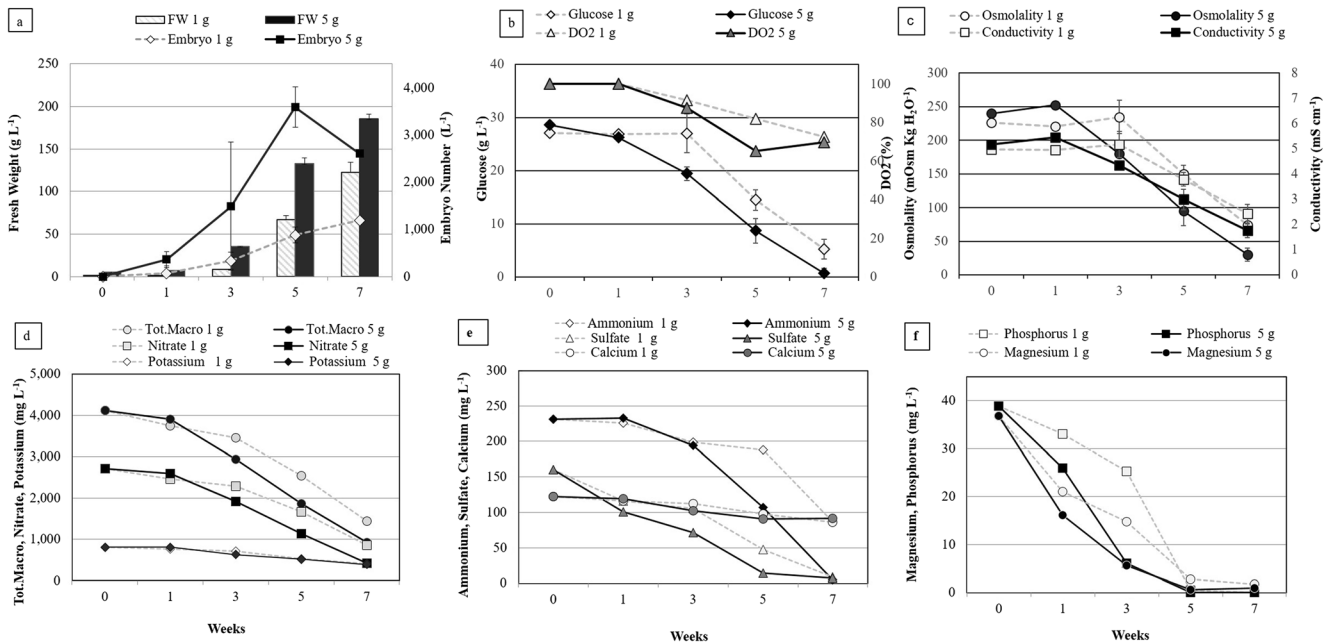 a
FW 1 g
FW 5 g
Embryo 1 g
Embryo 5 g
Fresh Weight (g L-1)
250
200
150
100
50
0
4,000
3,000
2,000
1,000
0
Embryo Number (L-1)
0 1 3 5 7
b
Glucose 1 g
Glucose 5 g
DO2 1 g
DO2 5 g
Glucose (g L-1)
40
30
20
10
0
100
80
60
40
20
0
DO2 (%)
0 1 3 5 7
c
Osmolality 1 g
Osmolality 5 g
Conductivity 1 g
Conductivity 5 g
Osmolality (mOsm Kg H2O-1)
300
250
200
150
100
50
0
8
7
6
5
4
3
2
1
0
Conductivity (mS cm-1)
0 1 3 5 7
d
Tot.Macro 1 g
Tot.Macro 5 g
Nitrate 1 g
Nitrate 5 g
Potassium 1 g
Potassium 5 g
Tot.Macro, Nitrate, Potassium (mg L-1)
5,000
4,000
3,000
2,000
1,000
0
0 1 3 5 7
Weeks
e
Ammonium 1 g
Ammonium 5 g
Sulfate 1 g
Sulfate 5 g
Calcium 1 g
Calcium 5 g
Ammonium, Sulfate, Calcium (mg L-1)
300
250
200
150
100
50
0
0 1 3 5 7
Weeks
f
Phosphorus 1 g
Phosphorus 5 g
Magnesium 1 g
Magnesium 5 g
Magnesium, Phosphorus (mg L-1)
40
30
20
10
0
0 1 3 5 7
Weeks